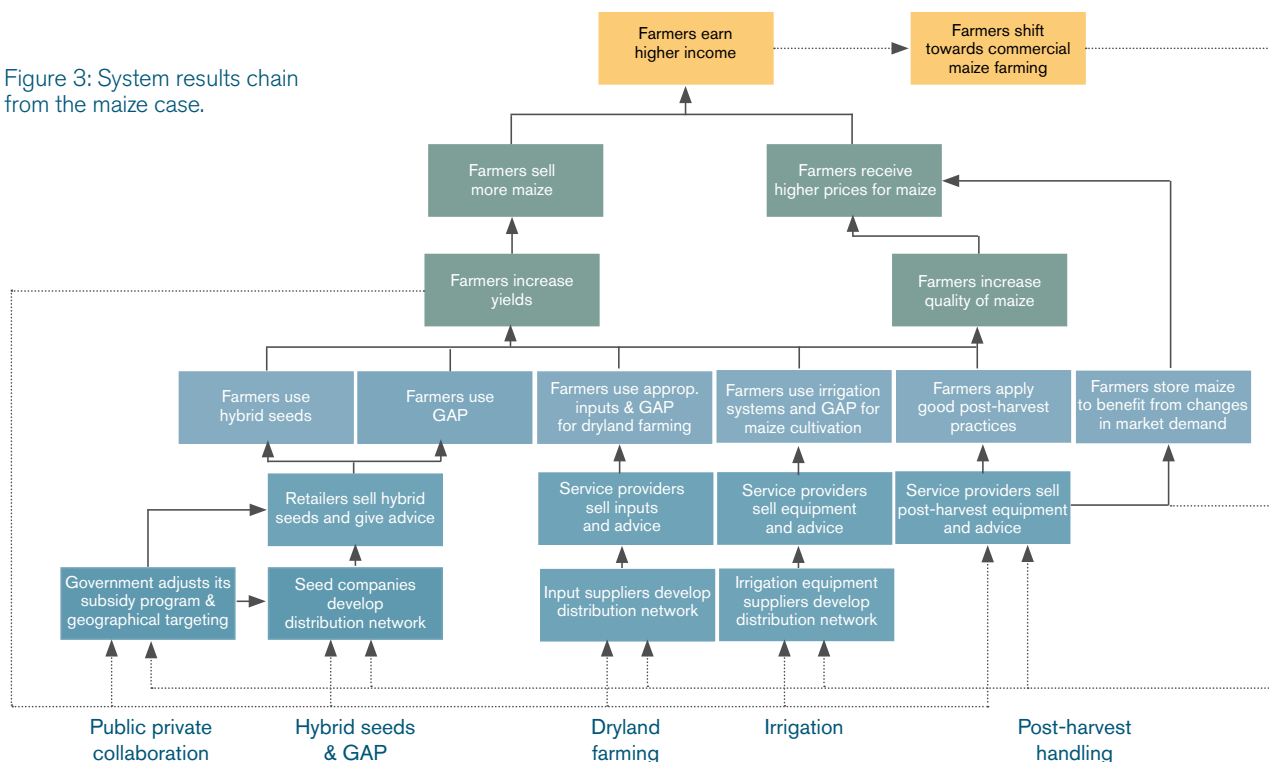 Farmers earn
higher income
Farmers shift
towards commercial
maize farming
Figure 3: System results chain
from the maize case.
Farmers sell
more maize
Farmers receive
higher prices for maize
Farmers increase
yields
Farmers increase
quality of maize
Farmers use
hybrid seeds
Farmers use
GAP
Farmers use approp.
inputs & GAP
for dryland farming
Farmers use irrigation
systems and GAP for
maize cultivation
Farmers apply
good post-harvest
practices
Farmers store maize
to benefit from changes
in market demand
Retailers sell hybrid
seeds and give advice
Service providers
sell inputs
and advice
Service providers
sell equipment
and advice
Service providers sell
post-harvest equipment
and advice
Government adjusts its
subsidy program &
geographical targeting
Seed companies
develop
distribution network
Input suppliers develop
distribution network
Irrigation equipment
suppliers develop
distribution network
Public private
collaboration
Hybrid seeds
& GAP
Dryland
farming
Irrigation
Post-harvest
handling